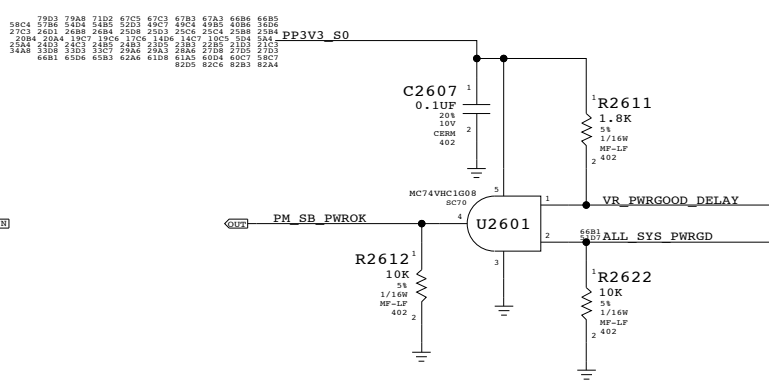 79D3 79A8 71D2 67C5 67C3 67B3 67A3 66B6 66B5
58C4 57B6 54D4 54B5 52D3 49C7 49C4 49B5 40B6 36D6
27C3 26D1 26B8 26B4 25D8 25D3 25C6 25C4 25B8 25B4
20B4 20A4 19C7 19C6 17C6 14D6 14C7 10C5 5D4 5A4
25A4 24D3 24C3 24B5 24B3 23D5 23B3 22B5 21D3 21C3
34A8 33D8 33D3 33C7 29A6 29A3 28A6 27D8 27D5 27D3
66B1 65D6 65B3 62A6 61D8 61A5 60D4 60C7 58C7
82D5 82C6 82B3 82A4
PP3V3_S0
C2607
0.1UF
20%
10V
CERM
402
1
2
R2611
1.8K
5%
1/16W
MF-LF
402
1
2
MC74VHC1G08
SC70
5
U2601
4
3
1
VR_PWRGOOD_DELAY
2
66B1
51D7
ALL_SYS_PWRGD
N
OUT
PM_SB_PWROK
R2612
10K
5%
1/16W
MF-LF
402
1
2
R2622
10K
5%
1/16W
MF-LF
402
1
2